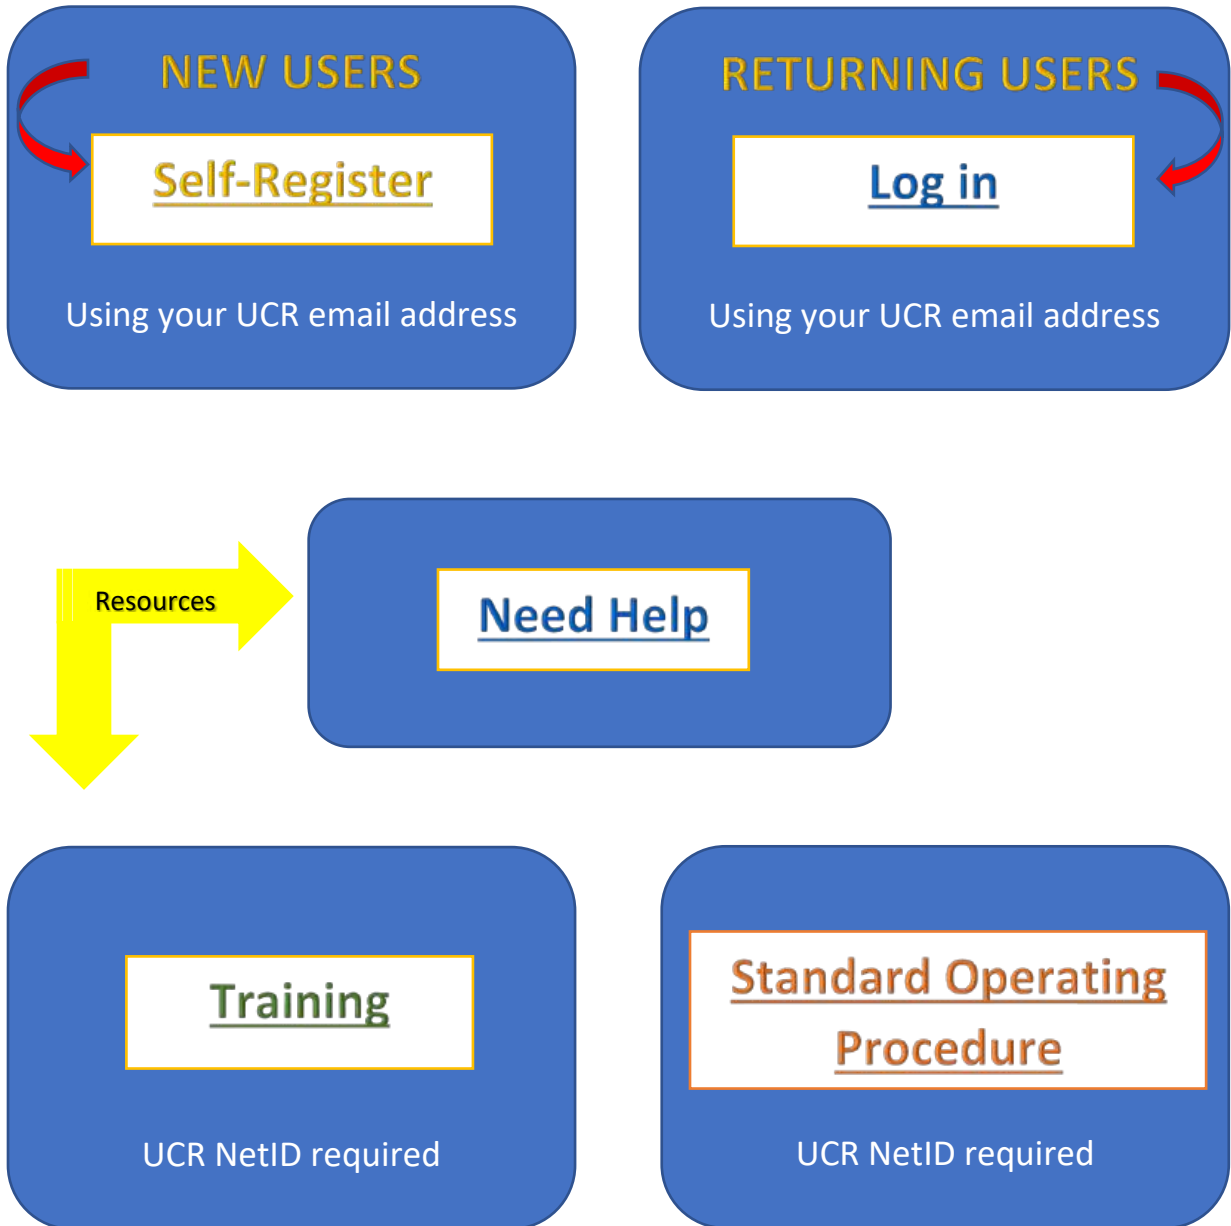 NEW USERS
Self-Register
Using your UCR email address
RETURNING USERS
Log in
Using your UCR email address
Resources
Need Help
Training
UCR NetID required
Standard Operating
Procedure
UCR NetID required